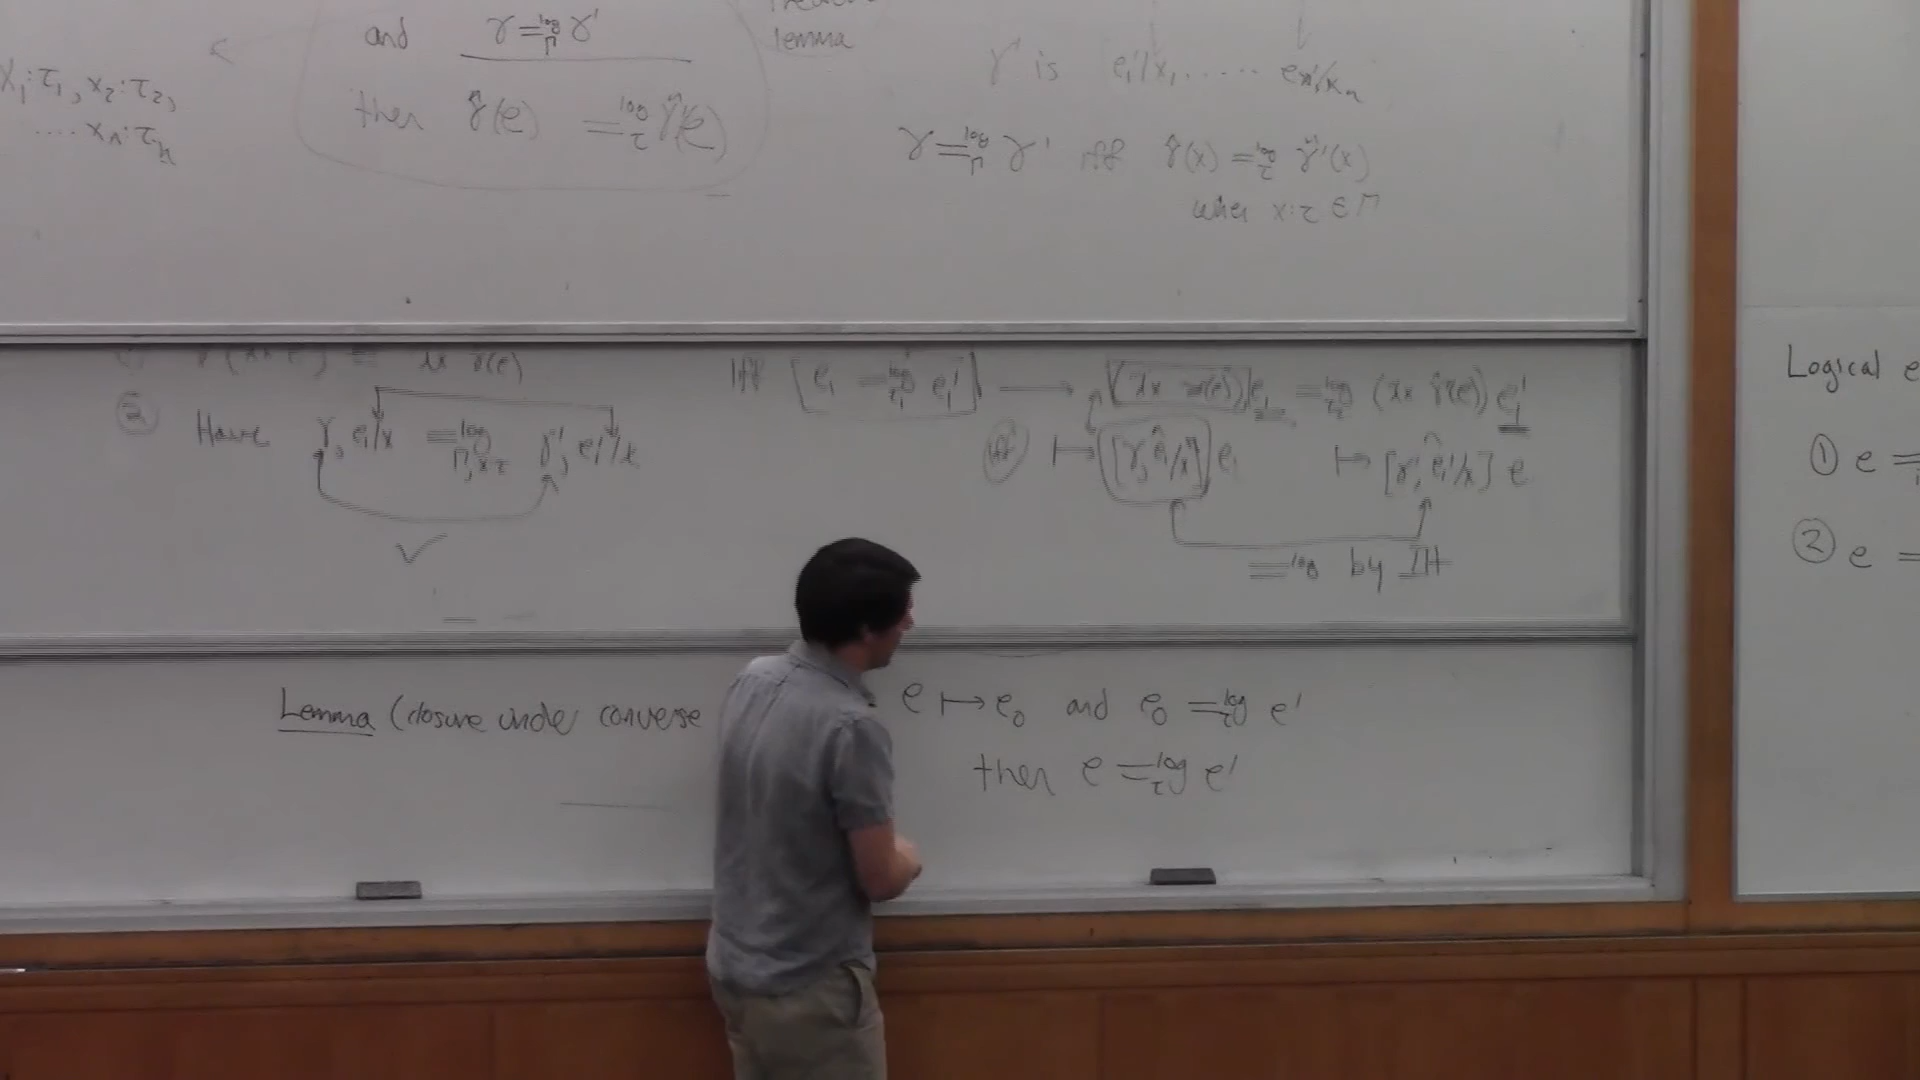 and γ =^log_Γ γ'
lemma
x₁:τ₁, x₂:τ₂,
.... xₙ:τₙ
then γ̂(e) =^log_τ γ̂'(e)
γ' is e₁'/x₁, ...... eₙ'/xₙ
γ =^log_Γ γ' iff γ̂(x) =^log_τ γ̂'(x)
when x:τ ∈ Γ
② Have γ, e₁/x =^log_Γ,x:τ γ', e₁'/x
✓
iff [e₁ =^log_τ₁ e₁'] → (λx γ̂(e)) e₁ =^log_τ₂ (λx γ̂(e)) e₁'
iff ↦ [γ, e₁/x] e ↦ [γ', e₁'/x] e
=^log by IH
Lemma (closure under converse e ↦ e₀ and e₀ =^log_τ e'
then e =^log_τ e'
Logical e
① e =
② e =